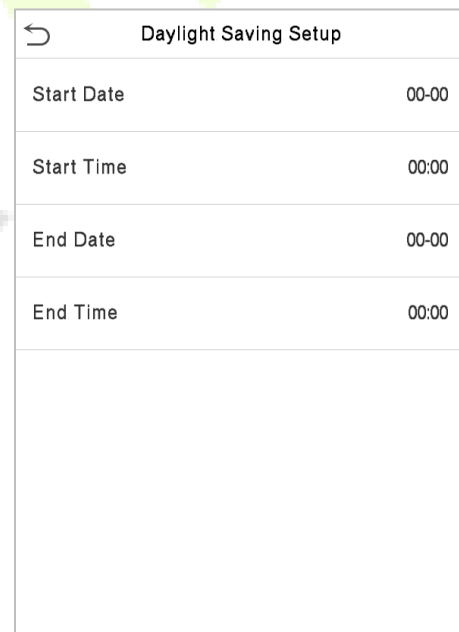 Daylight Saving Setup
Start Date 00-00
Start Time 00:00
End Date 00-00
End Time 00:00